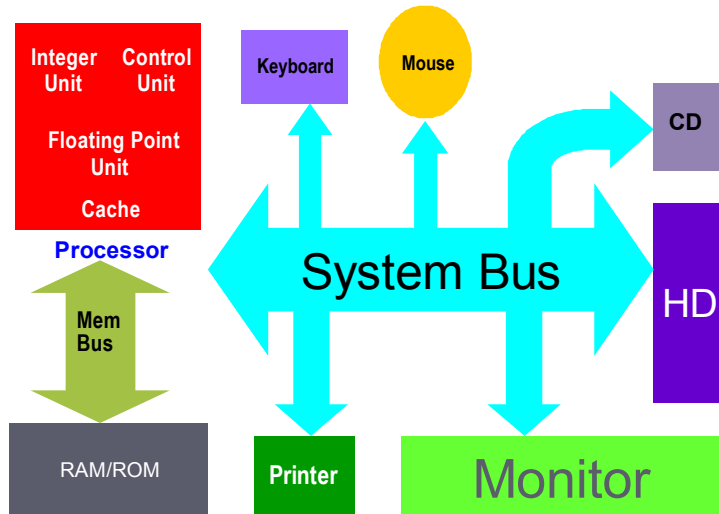 Integer
Unit
Control
Unit
Floating Point
Unit
Cache
Processor
Keyboard
Mouse
CD
System Bus
HD
Mem
Bus
RAM/ROM
Printer
Monitor